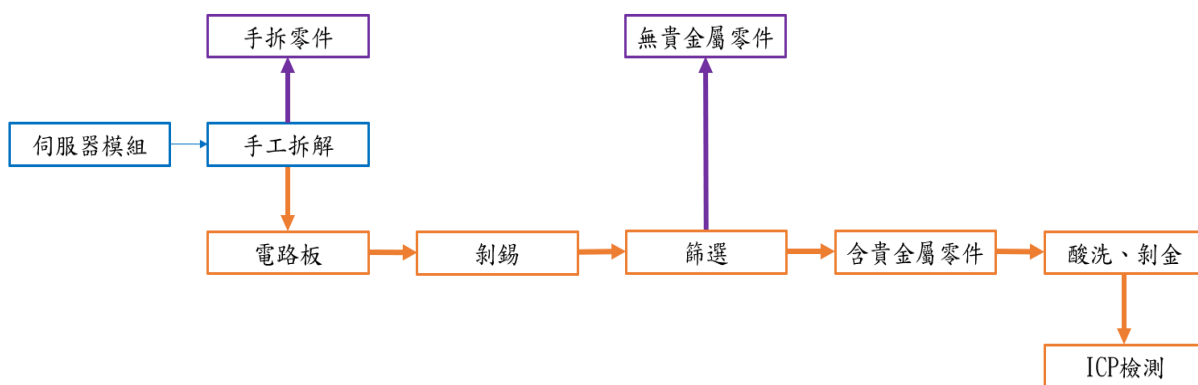 手拆零件
無貴金屬零件
伺服器模組
手工拆解
電路板
剝錫
篩選
含貴金屬零件
酸洗、剝金
ICP檢測